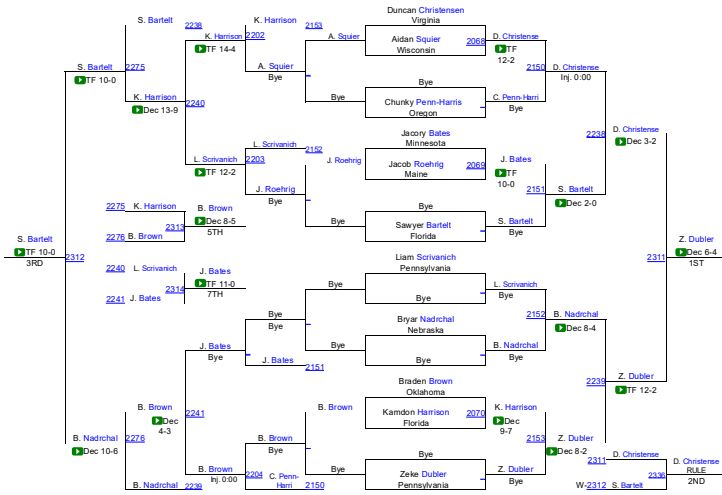 Duncan Christensen
Virginia
S. Bartelt
2238
K. Harrison
2153
K. Harrison
2202
TF 14-4
A. Squier
Aidan Squier
2068
Wisconsin
D. Christense
TF
12-2
S. Bartelt
2275
TF 10-0
A. Squier
Bye
2150
D. Christense
Inj. 0:00
Bye
Bye
Chunky Penn-Harris
Oregon
C. Penn-Harri
Bye
K. Harrison
2240
Dec 13-9
Jacory Bates
Minnesota
2238
D. Christense
Dec 3-2
L. Scrivanich
2152
L. Scrivanich
2203
TF 12-2
J. Roehrig
Jacob Roehrig
2069
Maine
J. Bates
TF
10-0
J. Roehrig
Bye
2151
S. Bartelt
Dec 2-0
2275
K. Harrison
B. Brown
Dec 8-5
5TH
2313
2276
B. Brown
Bye
Bye
Sawyer Bartelt
Florida
S. Bartelt
Bye
S. Bartelt
TF 10-0
3RD
2312
Z. Dubler
Dec 6-4
1ST
2311
2240
L. Scrivanich
J. Bates
TF 11-0
7TH
2314
2241
J. Bates
Liam Scrivanich
Pennsylvania
Bye
Bye
L. Scrivanich
Bye
Bye
Bye
2152
B. Nadrchal
Dec 8-4
Bryar Nadrchal
Nebraska
J. Bates
Bye
Bye
Bye
B. Nadrchal
Bye
J. Bates
2151
2239
Z. Dubler
TF 12-2
Braden Brown
Oklahoma
B. Brown
2241
Dec
4-3
B. Brown
Kamdon Harrison
2070
Florida
K. Harrison
Dec
9-7
B. Nadrchal
2276
Dec 10-6
B. Brown
Bye
2153
Z. Dubler
Dec 8-2
B. Brown
2204
Inj. 0:00
C. Penn-
Harri
2150
Bye
Bye
Zeke Dubler
Pennsylvania
Z. Dubler
Bye
B. Nadrchal
2239
2311
D. Christense
2336
D. Christense
RULE
2ND
W-2312
S. Bartelt